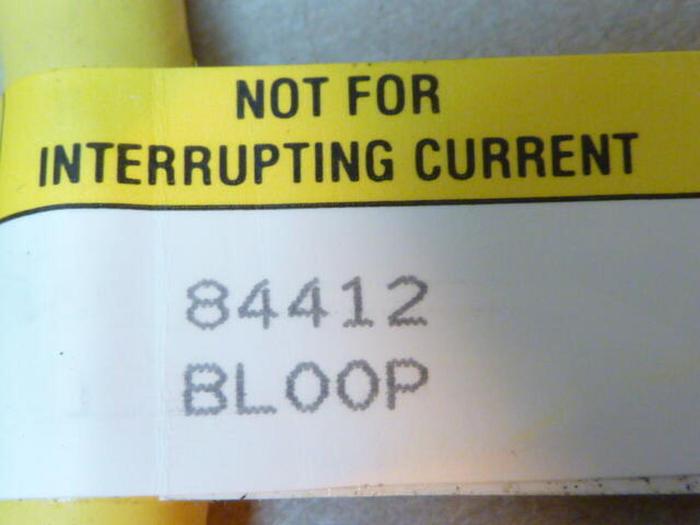 NOT FOR
INTERRUPTING CURRENT
84412
BLOOP